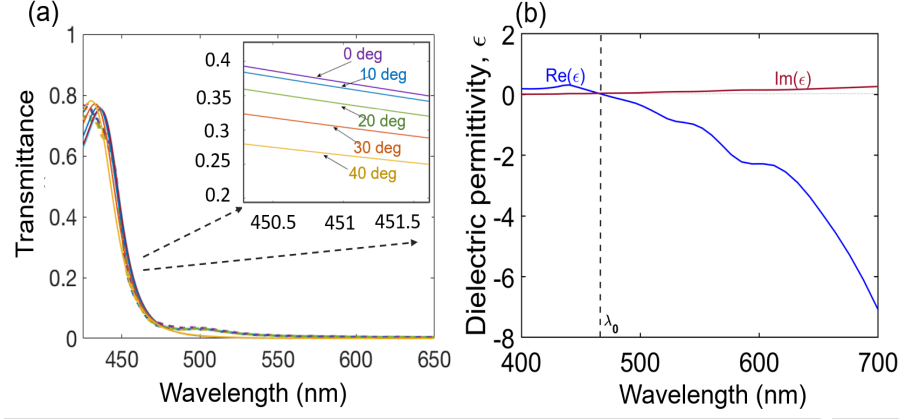 (a)
Transmittance
1
0.8
0.6
0.4
0.2
0
450
500
550
600
650
Wavelength (nm)
0.4
0.35
0.3
0.25
0.2
450.5
451
451.5
0 deg
10 deg
20 deg
30 deg
40 deg
(b)
Dielectric permittivity, ϵ
2
0
-2
-4
-6
-8
400
500
600
700
Wavelength (nm)
Re(ϵ)
Im(ϵ)
λ₀